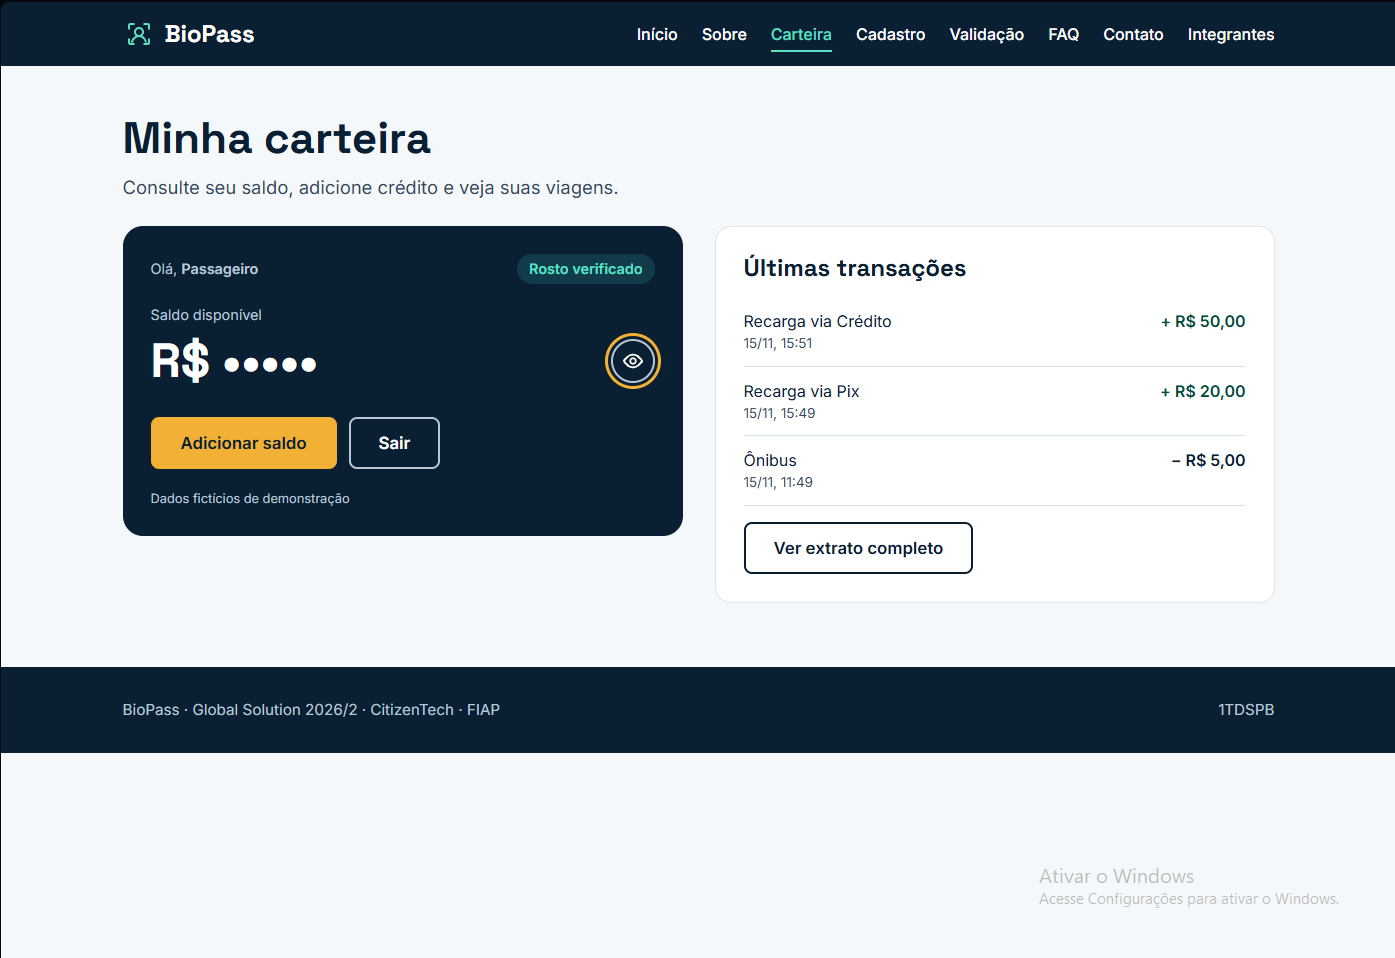 BioPass
Início Sobre Carteira Cadastro Validação FAQ Contato Integrantes
Minha carteira
Consulte seu saldo, adicione crédito e veja suas viagens.
Olá, Passageiro
Rosto verificado
Saldo disponível
R$ •••••
Adicionar saldo
Sair
Dados fictícios de demonstração
Últimas transações
Recarga via Crédito + R$ 50,00
15/11, 15:51
Recarga via Pix + R$ 20,00
15/11, 15:49
Ônibus − R$ 5,00
15/11, 11:49
Ver extrato completo
BioPass · Global Solution 2026/2 · CitizenTech · FIAP
1TDSPB
Ativar o Windows
Acesse Configurações para ativar o Windows.